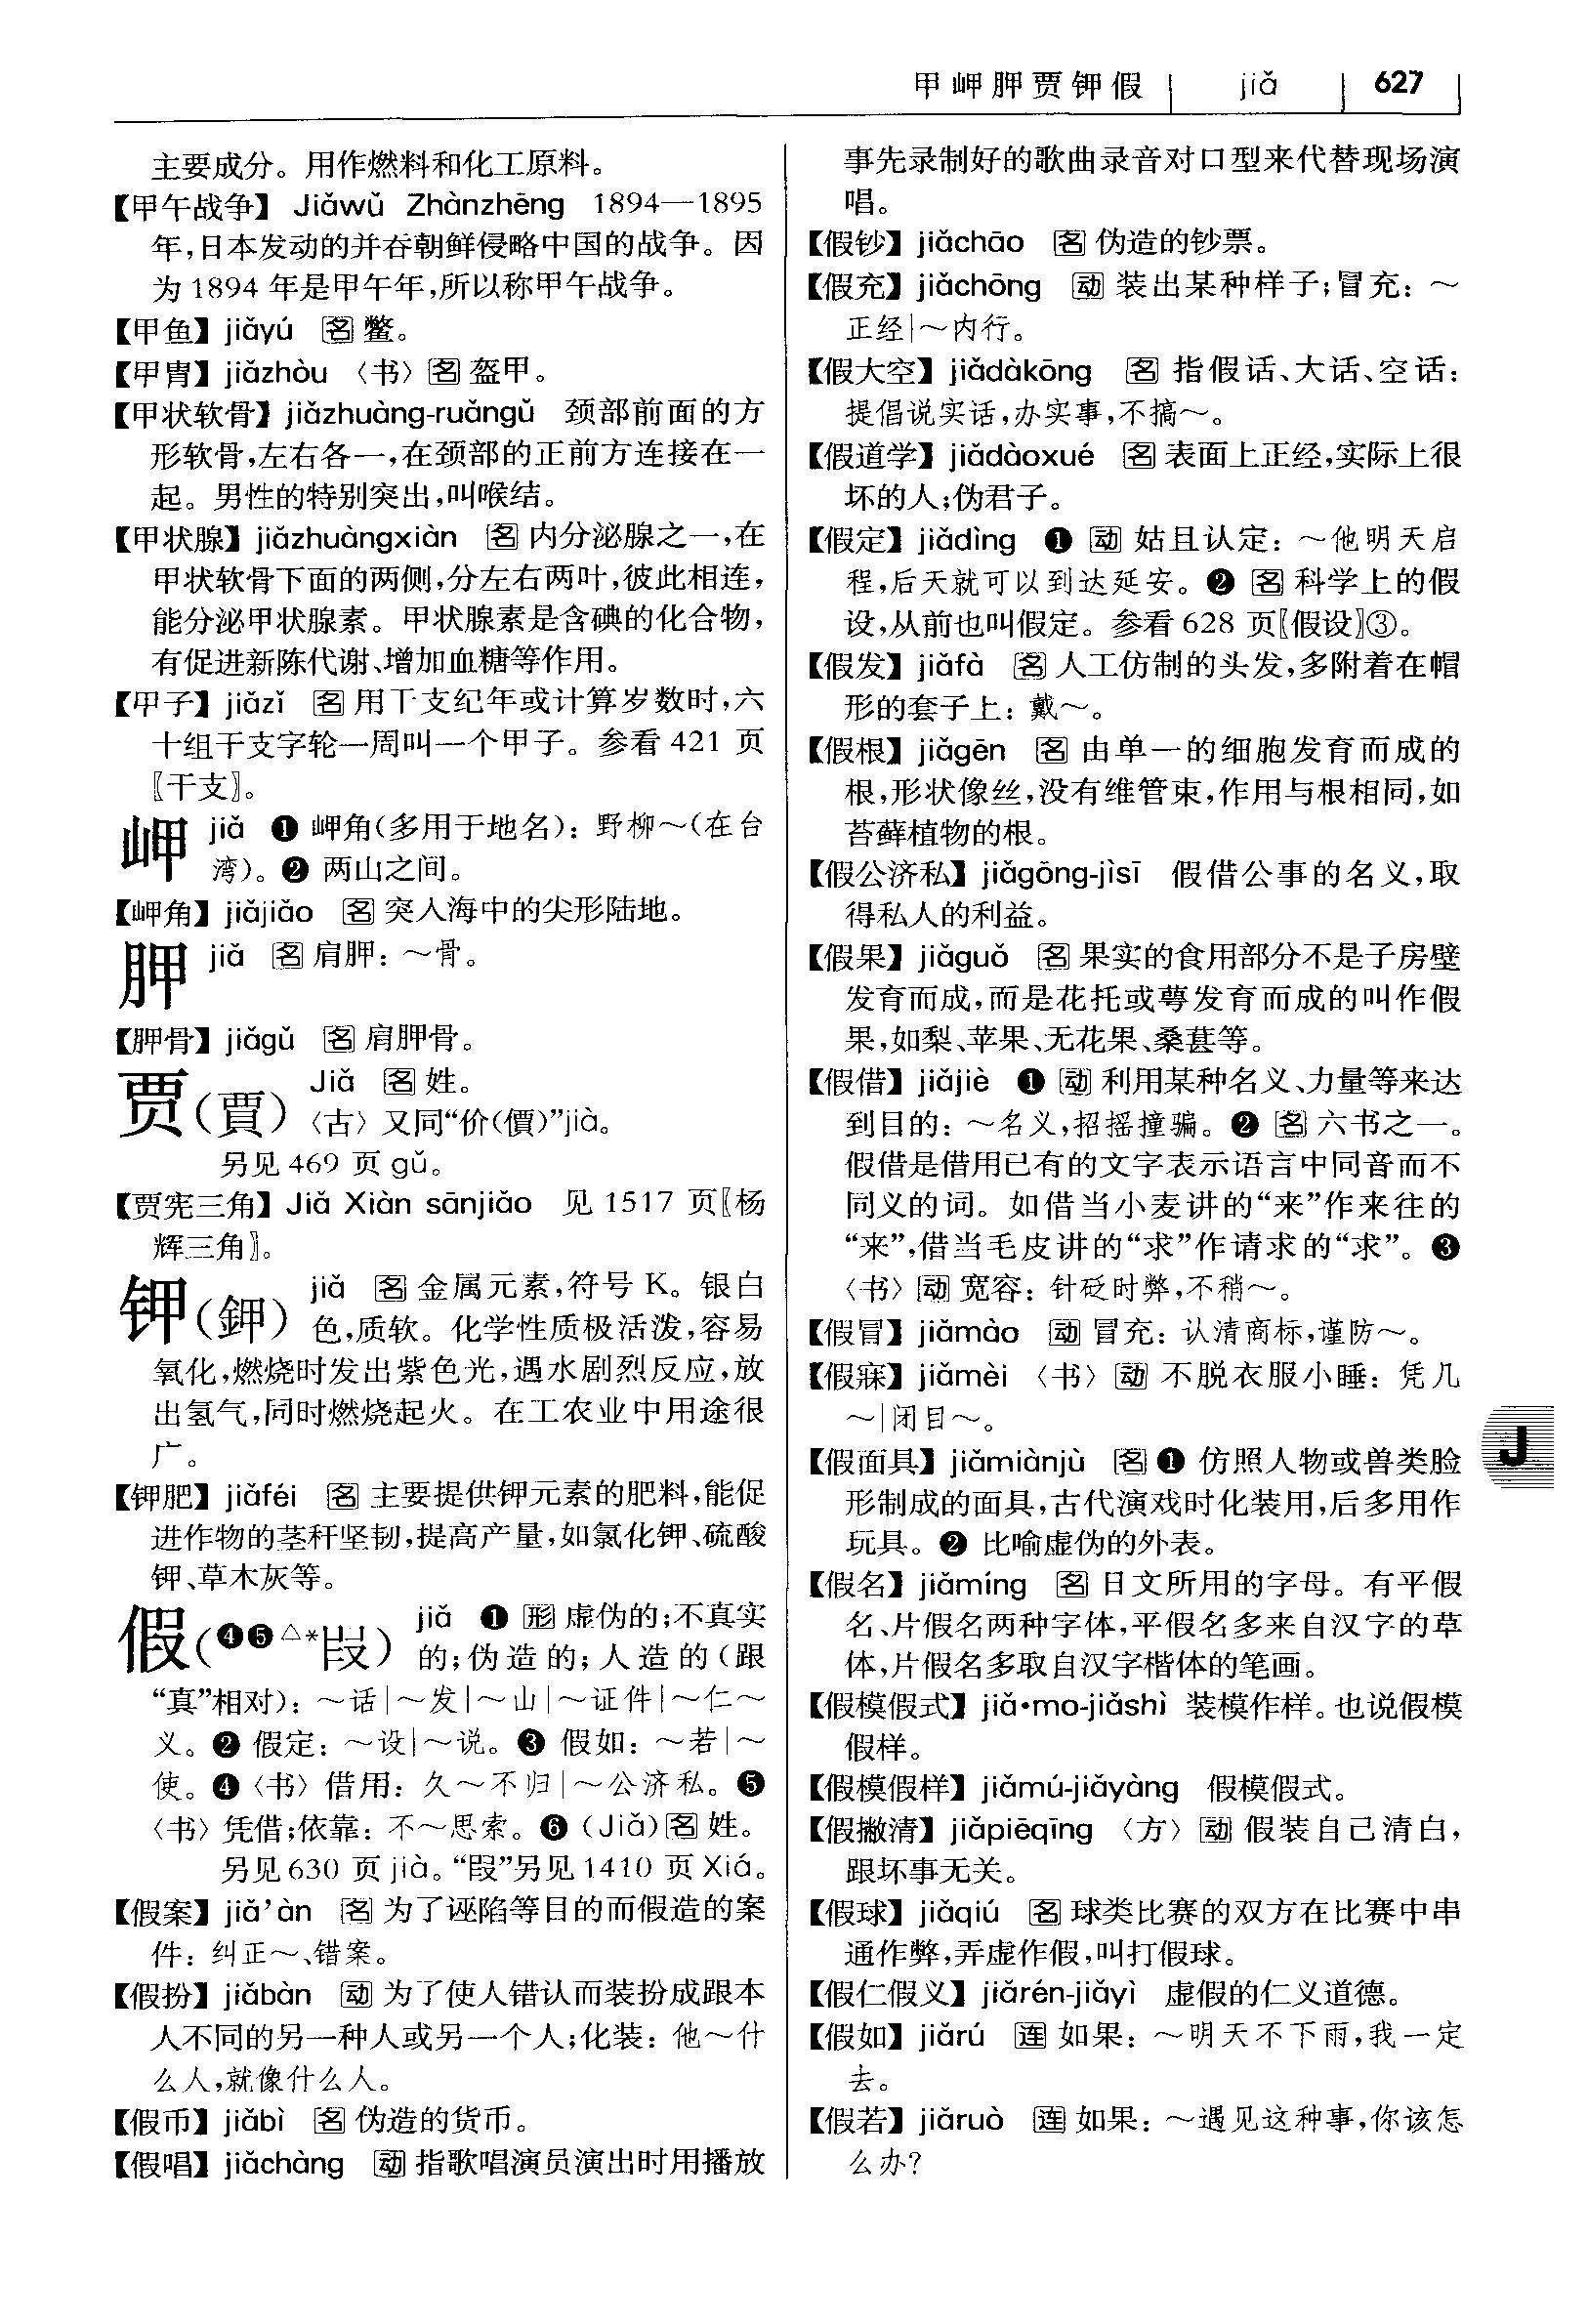 甲岬胛贾钾假 jiǎ 627
主要成分。用作燃料和化工原料。
【甲午战争】 Jiǎwǔ Zhànzhēng 1894—1895
年,日本发动的并吞朝鲜侵略中国的战争。因
为1894年是甲午年,所以称甲午战争。
【甲鱼】 jiǎyú 名 鳖。
【甲胄】 jiǎzhòu 〈书〉名 盔甲。
【甲状软骨】 jiǎzhuàng-ruǎngǔ 颈部前面的方
形软骨,左右各一,在颈部的正前方连接在一
起。男性的特别突出,叫喉结。
【甲状腺】 jiǎzhuàngxiàn 名 内分泌腺之一,在
甲状软骨下面的两侧,分左右两叶,彼此相连,
能分泌甲状腺素。甲状腺素是含碘的化合物,
有促进新陈代谢、增加血糖等作用。
【甲子】 jiǎzǐ 名 用干支纪年或计算岁数时,六
十组干支字轮一周叫一个甲子。参看421页
〖干支〗。
岬 jiǎ ❶ 岬角(多用于地名):野柳～(在台
湾)。❷ 两山之间。
【岬角】 jiǎjiǎo 名 突入海中的尖形陆地。
胛 jiǎ 名 肩胛:～骨。
【胛骨】 jiǎgǔ 名 肩胛骨。
贾(賈) Jiǎ 名 姓。
〈古〉又同“价(價)”jià。
另见469页 gǔ。
【贾宪三角】 Jiǎ Xiàn sānjiǎo 见1517页〖杨
辉三角〗。
钾(鉀) jiǎ 名 金属元素,符号K。银白
色,质软。化学性质极活泼,容易
氧化,燃烧时发出紫色光,遇水剧烈反应,放
出氢气,同时燃烧起火。在工农业中用途很
广。
【钾肥】 jiǎféi 名 主要提供钾元素的肥料,能促
进作物的茎秆坚韧,提高产量,如氯化钾、硫酸
钾、草木灰等。
假(❹❺△*叚) jiǎ ❶ 形 虚伪的;不真实
的;伪造的;人造的(跟
“真”相对):～话|～发|～山|～证件|～仁～
义。❷ 假定:～设|～说。❸ 假如:～若|～
使。❹〈书〉借用:久～不归|～公济私。❺
〈书〉凭借;依靠:不～思索。❻ (Jiǎ)名 姓。
另见630页 jià。“叚”另见1410页 Xiá。
【假案】 jiǎ’àn 名 为了诬陷等目的而假造的案
件:纠正～、错案。
【假扮】 jiǎbàn 动 为了使人错认而装扮成跟本
人不同的另一种人或另一个人;化装:他～什
么人,就像什么人。
【假币】 jiǎbì 名 伪造的货币。
【假唱】 jiǎchàng 动 指歌唱演员演出时用播放
事先录制好的歌曲录音对口型来代替现场演
唱。
【假钞】 jiǎchāo 名 伪造的钞票。
【假充】 jiǎchōng 动 装出某种样子;冒充:～
正经|～内行。
【假大空】 jiǎdàkōng 名 指假话、大话、空话:
提倡说实话,办实事,不搞～。
【假道学】 jiǎdàoxué 名 表面上正经,实际上很
坏的人;伪君子。
【假定】 jiǎdìng ❶ 动 姑且认定:～他明天启
程,后天就可以到达延安。❷ 名 科学上的假
设,从前也叫假定。参看628页〖假设〗③。
【假发】 jiǎfà 名 人工仿制的头发,多附着在帽
形的套子上:戴～。
【假根】 jiǎgēn 名 由单一的细胞发育而成的
根,形状像丝,没有维管束,作用与根相同,如
苔藓植物的根。
【假公济私】 jiǎgōng-jìsī 假借公事的名义,取
得私人的利益。
【假果】 jiǎguǒ 名 果实的食用部分不是子房壁
发育而成,而是花托或萼发育而成的叫作假
果,如梨、苹果、无花果、桑葚等。
【假借】 jiǎjiè ❶ 动 利用某种名义、力量等来达
到目的:～名义,招摇撞骗。❷ 名 六书之一。
假借是借用已有的文字表示语言中同音而不
同义的词。如借当小麦讲的“来”作来往的
“来”,借当毛皮讲的“求”作请求的“求”。❸
〈书〉动 宽容:针砭时弊,不稍～。
【假冒】 jiǎmào 动 冒充:认清商标,谨防～。
【假寐】 jiǎmèi 〈书〉动 不脱衣服小睡:凭几
～|闭目～。
【假面具】 jiǎmiànjù 名 ❶ 仿照人物或兽类脸
形制成的面具,古代演戏时化装用,后多用作
玩具。❷ 比喻虚伪的外表。
【假名】 jiǎmíng 名 日文所用的字母。有平假
名、片假名两种字体,平假名多来自汉字的草
体,片假名多取自汉字楷体的笔画。
【假模假式】 jiǎ•mo-jiǎshì 装模作样。也说假模
假样。
【假模假样】 jiǎmú-jiǎyàng 假模假式。
【假撇清】 jiǎpiēqīng 〈方〉动 假装自己清白,
跟坏事无关。
【假球】 jiǎqiú 名 球类比赛的双方在比赛中串
通作弊,弄虚作假,叫打假球。
【假仁假义】 jiǎrén-jiǎyì 虚假的仁义道德。
【假如】 jiǎrú 连 如果:～明天不下雨,我一定
去。
【假若】 jiǎruò 连 如果:～遇见这种事,你该怎
么办?
J